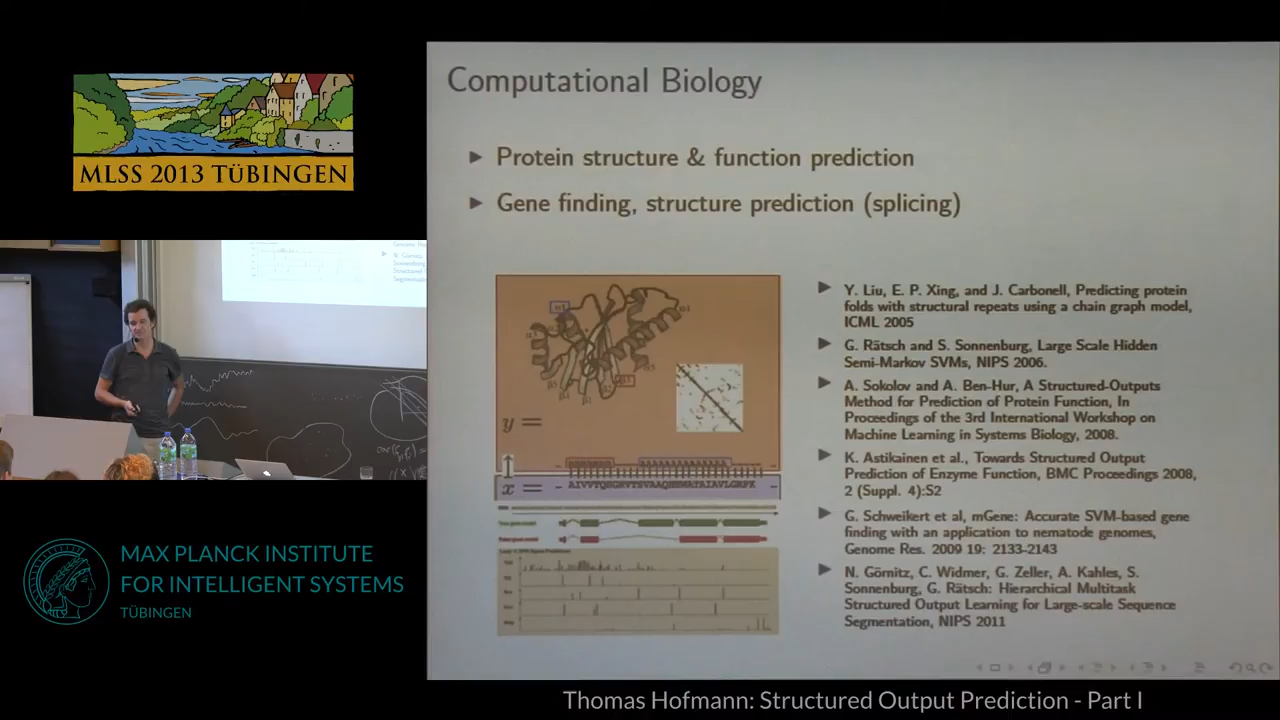 MLSS 2013 TÜBINGEN
MAX PLANCK INSTITUTE
FOR INTELLIGENT SYSTEMS
TÜBINGEN
Computational Biology
Protein structure & function prediction
Gene finding, structure prediction (splicing)
y =
x =
Y. Liu, E. P. Xing, and J. Carbonell, Predicting protein
folds with structural repeats using a chain graph model,
ICML 2005
G. Rätsch and S. Sonnenburg, Large Scale Hidden
Semi-Markov SVMs, NIPS 2006.
A. Sokolov and A. Ben-Hur, A Structured-Outputs
Method for Prediction of Protein Function, In
Proceedings of the 3rd International Workshop on
Machine Learning in Systems Biology, 2008.
K. Astikainen et al., Towards Structured Output
Prediction of Enzyme Function, BMC Proceedings 2008,
2 (Suppl. 4):S2
G. Schweikert et al, mGene: Accurate SVM-based gene
finding with an application to nematode genomes,
Genome Res. 2009 19: 2133-2143
N. Görnitz, C. Widmer, G. Zeller, A. Kahles, S.
Sonnenburg, G. Rätsch: Hierarchical Multitask
Structured Output Learning for Large-scale Sequence
Segmentation, NIPS 2011
Thomas Hofmann: Structured Output Prediction - Part I